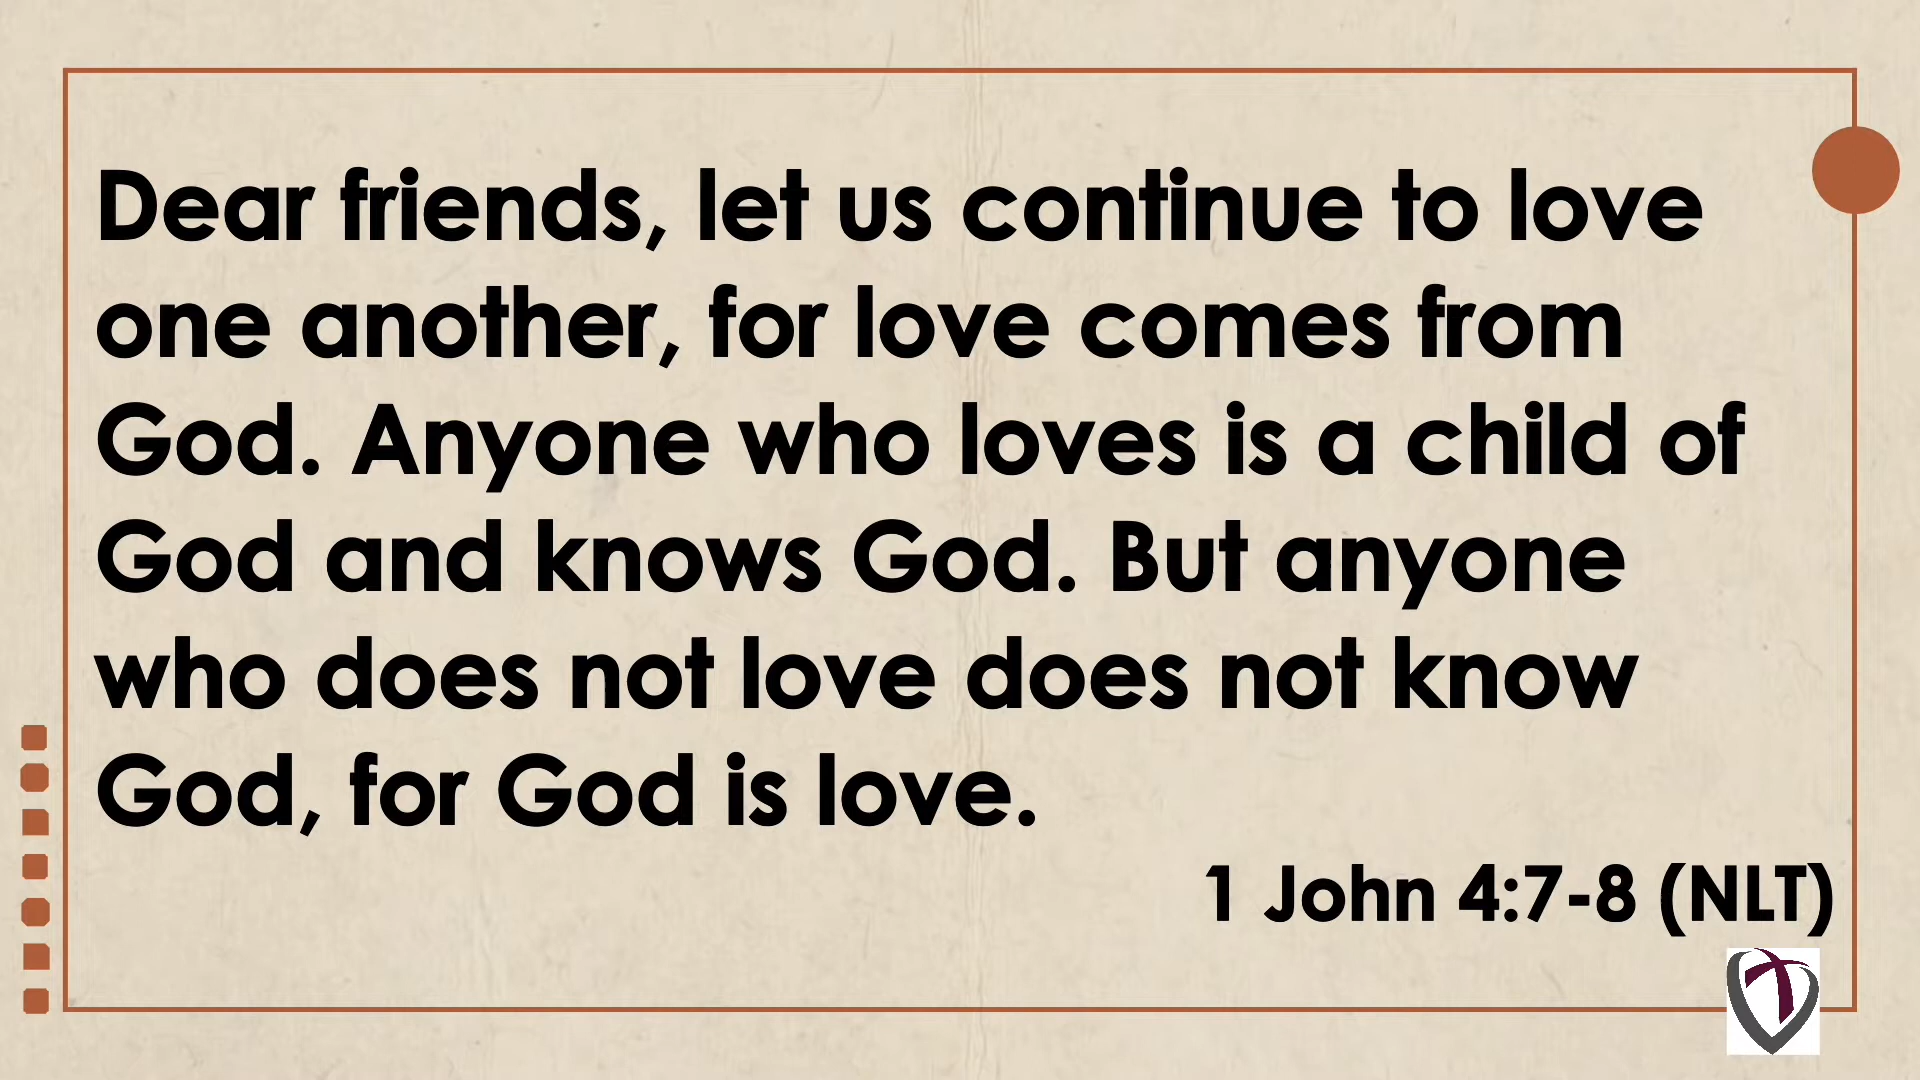 Dear friends, let us continue to love
one another, for love comes from
God. Anyone who loves is a child of
God and knows God. But anyone
who does not love does not know
God, for God is love.
1 John 4:7-8 (NLT)